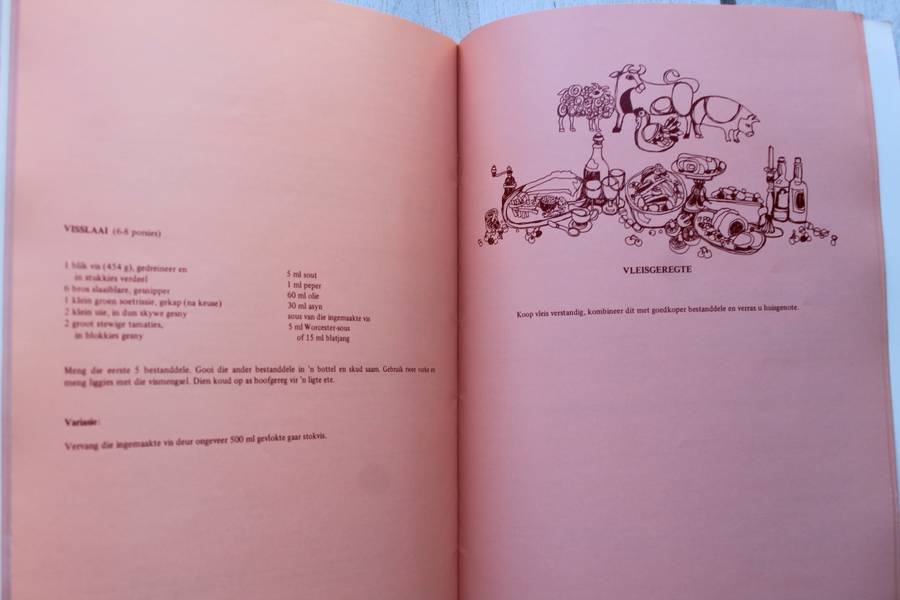 VISSLAAI (6-8 porsies)
1 blik vis (454 g), gedreineer en
in stukkies verdeel
6 bros slaaiblare, gesnipper
1 klein groen soetrissie, gekap (na keuse)
2 klein uie, in dun skywe gesny
2 groot stewige tamaties,
in blokkies gesny
5 ml sout
1 ml peper
60 ml olie
30 ml asyn
sous van die ingemaakte vis
5 ml Worcester-sous
of 15 ml blatjang
Meng die eerste 5 bestanddele. Gooi die ander bestanddele in 'n bottel en skud saam. Gebruik twee vurke en
meng liggies met die vismengsel. Dien koud op as hoofgereg vir 'n ligte ete.
Variasie:
Vervang die ingemaakte vis deur ongeveer 500 ml gevlokte gaar stokvis.
VLEISGEREGTE
Koop vleis verstandig, kombineer dit met goedkoper bestanddele en verras u huisgenote.